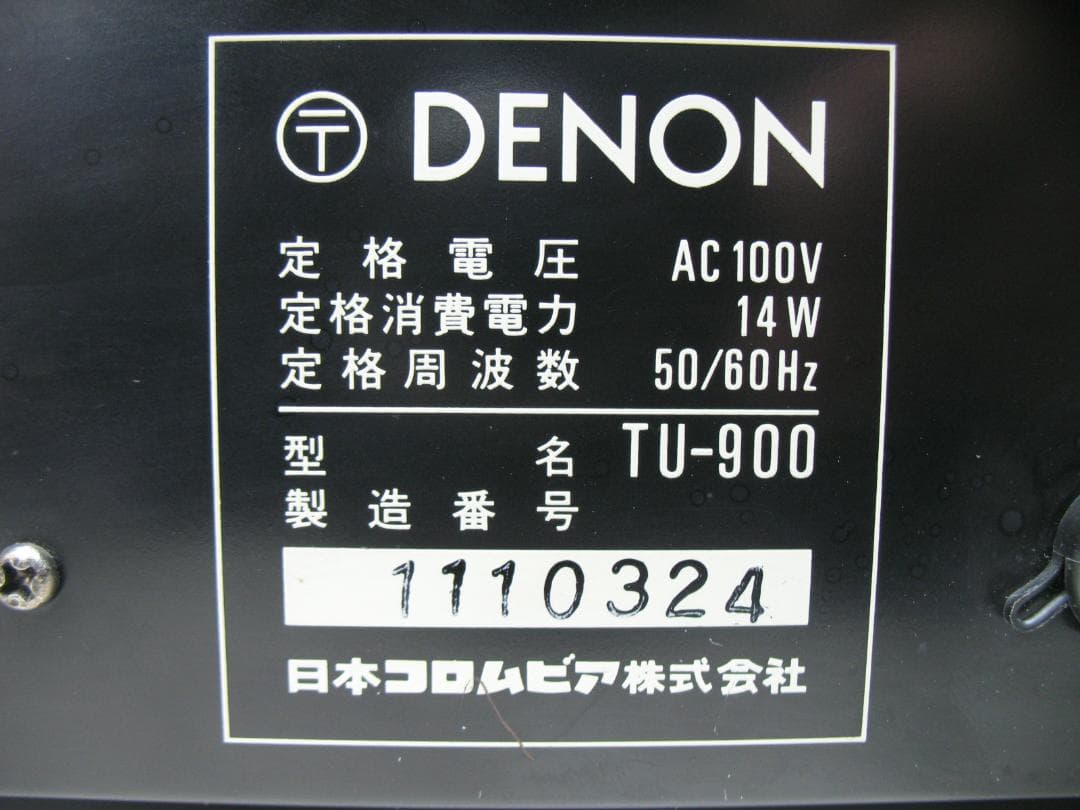 〒 DENON
定格電圧 AC 100V
定格消費電力 14W
定格周波数 50/60Hz
型名 TU-900
製造番号
1110324
日本コロムビア株式会社